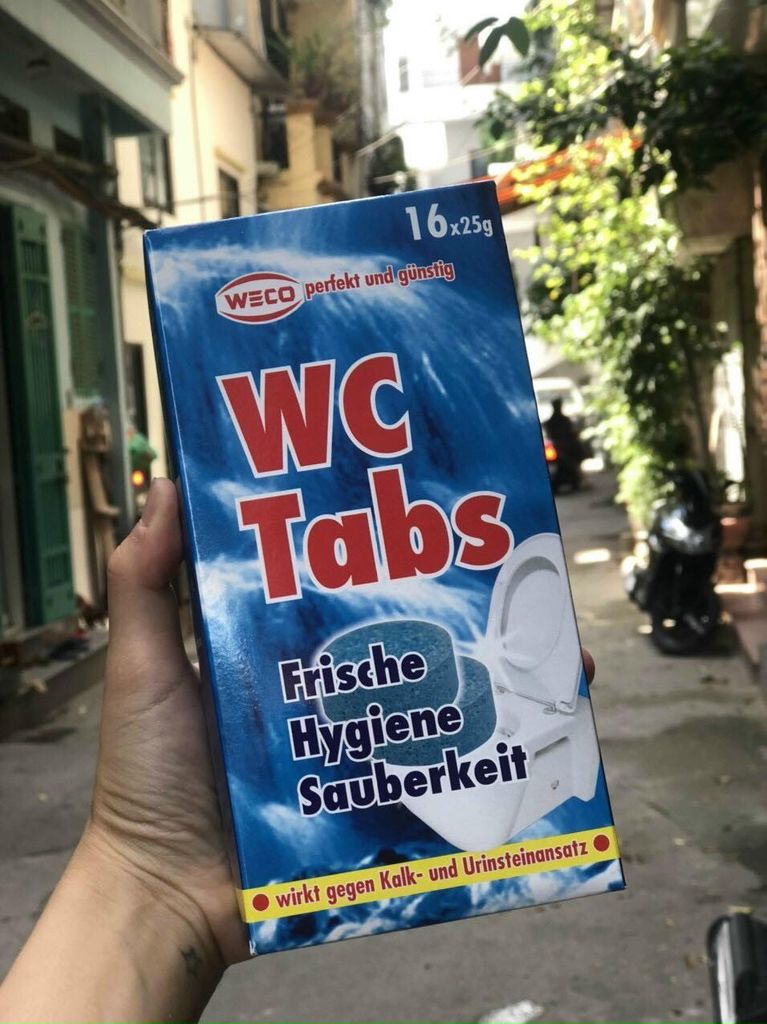 16x25g
WECO perfekt und günstig
WC
Tabs
Frische
Hygiene
Sauberkeit
• wirkt gegen Kalk- und Urinsteinansatz •